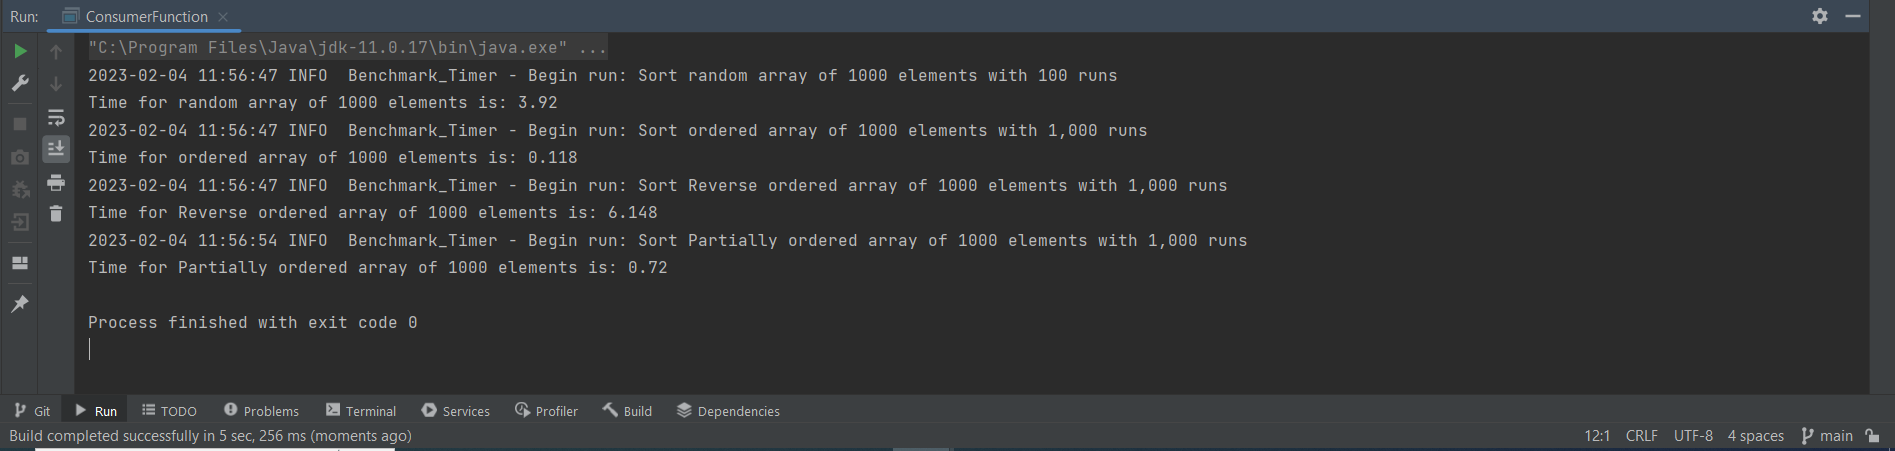 Run: ConsumerFunction
"C:\Program Files\Java\jdk-11.0.17\bin\java.exe" ...
2023-02-04 11:56:47 INFO  Benchmark_Timer - Begin run: Sort random array of 1000 elements with 100 runs
Time for random array of 1000 elements is: 3.92
2023-02-04 11:56:47 INFO  Benchmark_Timer - Begin run: Sort ordered array of 1000 elements with 1,000 runs
Time for ordered array of 1000 elements is: 0.118
2023-02-04 11:56:47 INFO  Benchmark_Timer - Begin run: Sort Reverse ordered array of 1000 elements with 1,000 runs
Time for Reverse ordered array of 1000 elements is: 6.148
2023-02-04 11:56:54 INFO  Benchmark_Timer - Begin run: Sort Partially ordered array of 1000 elements with 1,000 runs
Time for Partially ordered array of 1000 elements is: 0.72
Process finished with exit code 0
Git Run TODO Problems Terminal Services Profiler Build Dependencies
Build completed successfully in 5 sec, 256 ms (moments ago) 12:1 CRLF UTF-8 4 spaces main